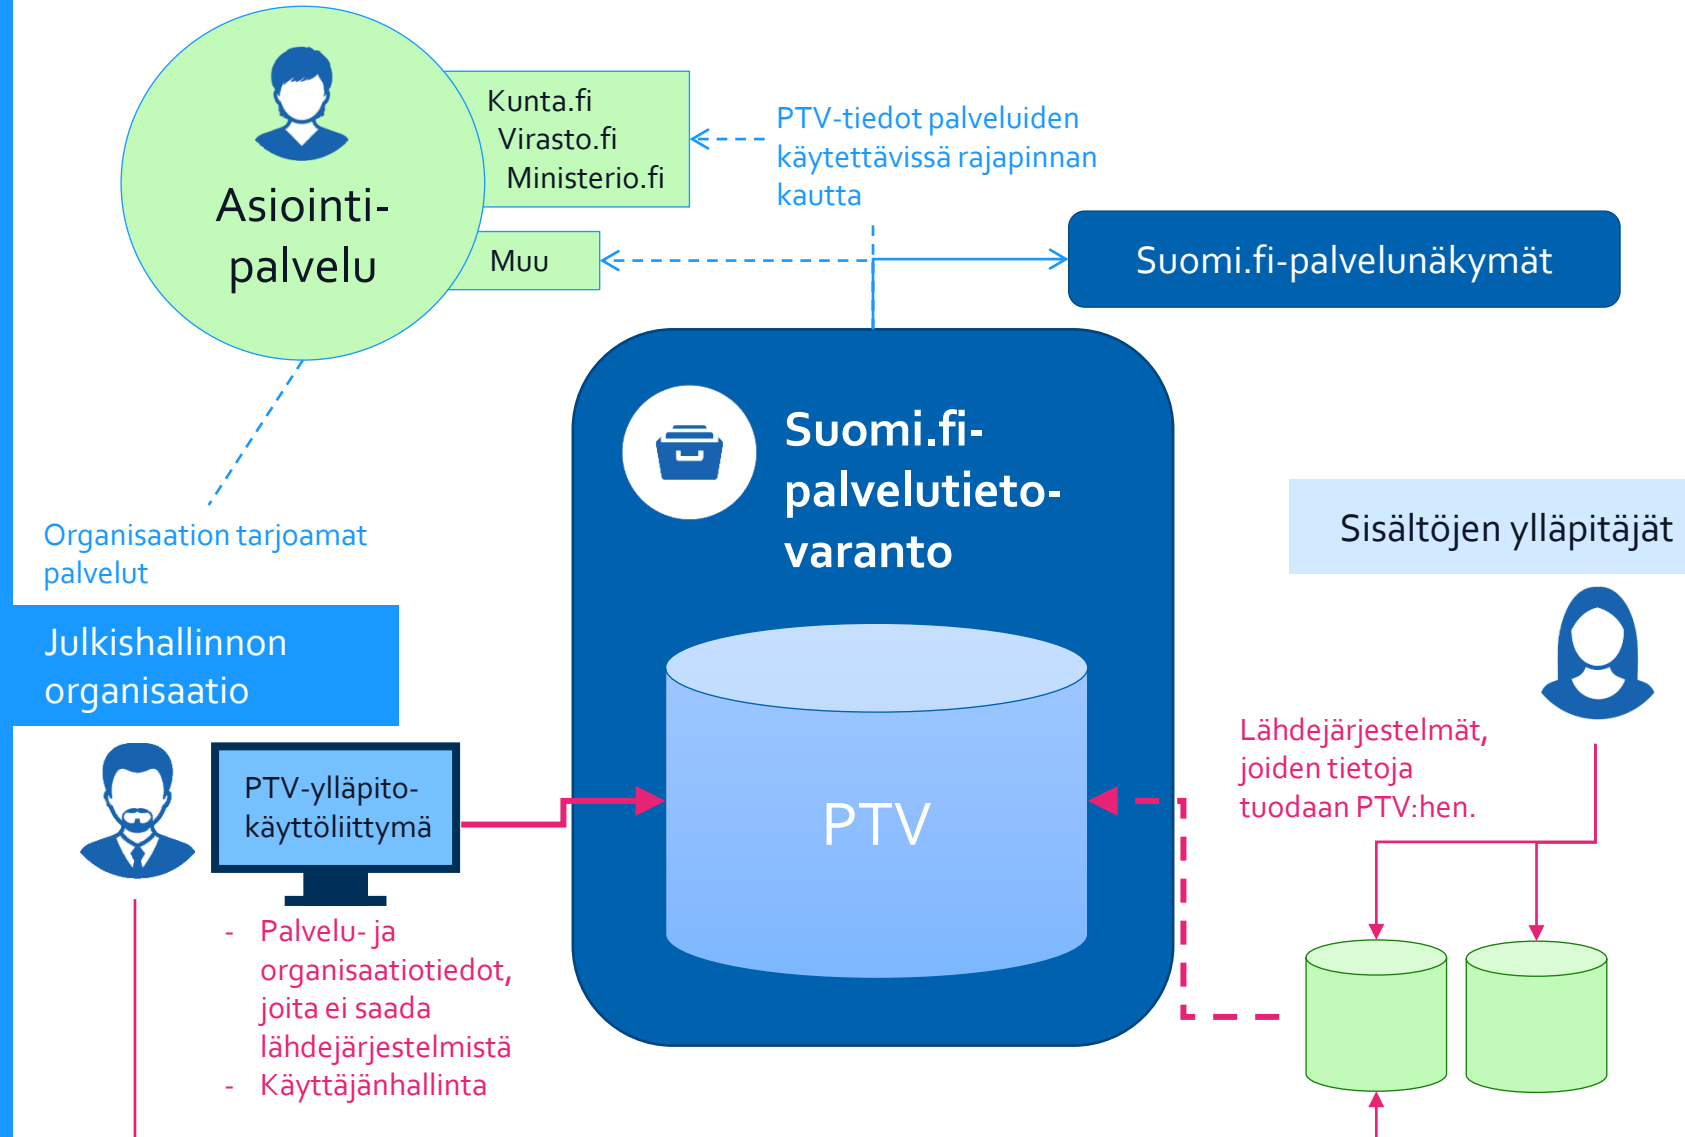 Kunta.fi
Virasto.fi
Ministerio.fi
Asiointi-
palvelu
Muu
PTV-tiedot palveluiden
käytettävissä rajapinnan
kautta
Suomi.fi-palvelunäkymät
Suomi.fi-
palvelutieto-
varanto
Organisaation tarjoamat
palvelut
Julkishallinnon
organisaatio
Sisältöjen ylläpitäjät
PTV-ylläpito-
käyttöliittymä
PTV
Lähdejärjestelmät,
joiden tietoja
tuodaan PTV:hen.
- Palvelu- ja
organisaatiotiedot,
joita ei saada
lähdejärjestelmistä
- Käyttäjänhallinta